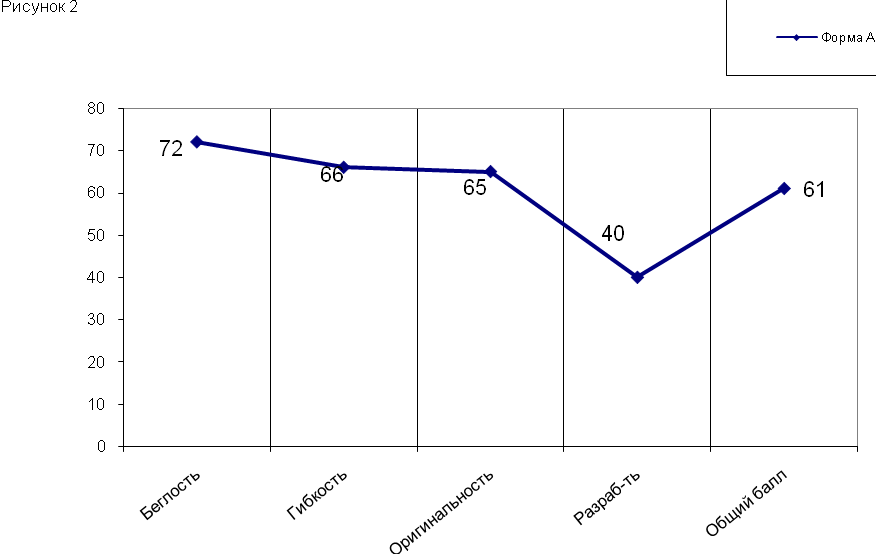 Рисунок 2
Форма А
80
70
60
50
40
30
20
10
0
72
66
65
40
61
Беглость
Гибкость
Оригинальность
Разраб-ть
Общий балл